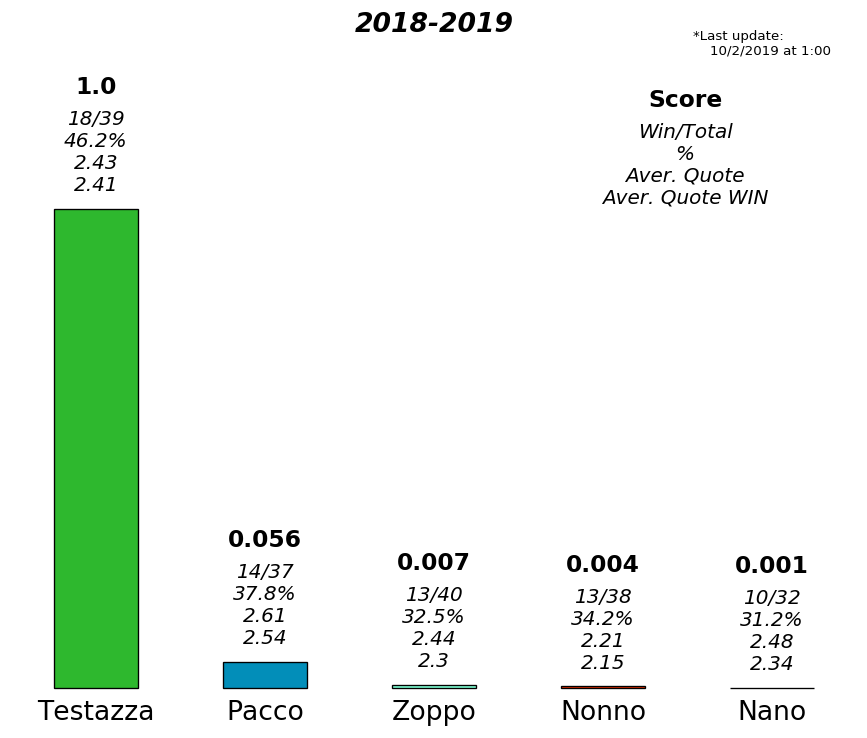 2018-2019
*Last update:
10/2/2019 at 1:00
Score
Win/Total
%
Aver. Quote
Aver. Quote WIN
1.0
18/39
46.2%
2.43
2.41
0.056
14/37
37.8%
2.61
2.54
0.007
13/40
32.5%
2.44
2.3
0.004
13/38
34.2%
2.21
2.15
0.001
10/32
31.2%
2.48
2.34
Testazza
Pacco
Zoppo
Nonno
Nano